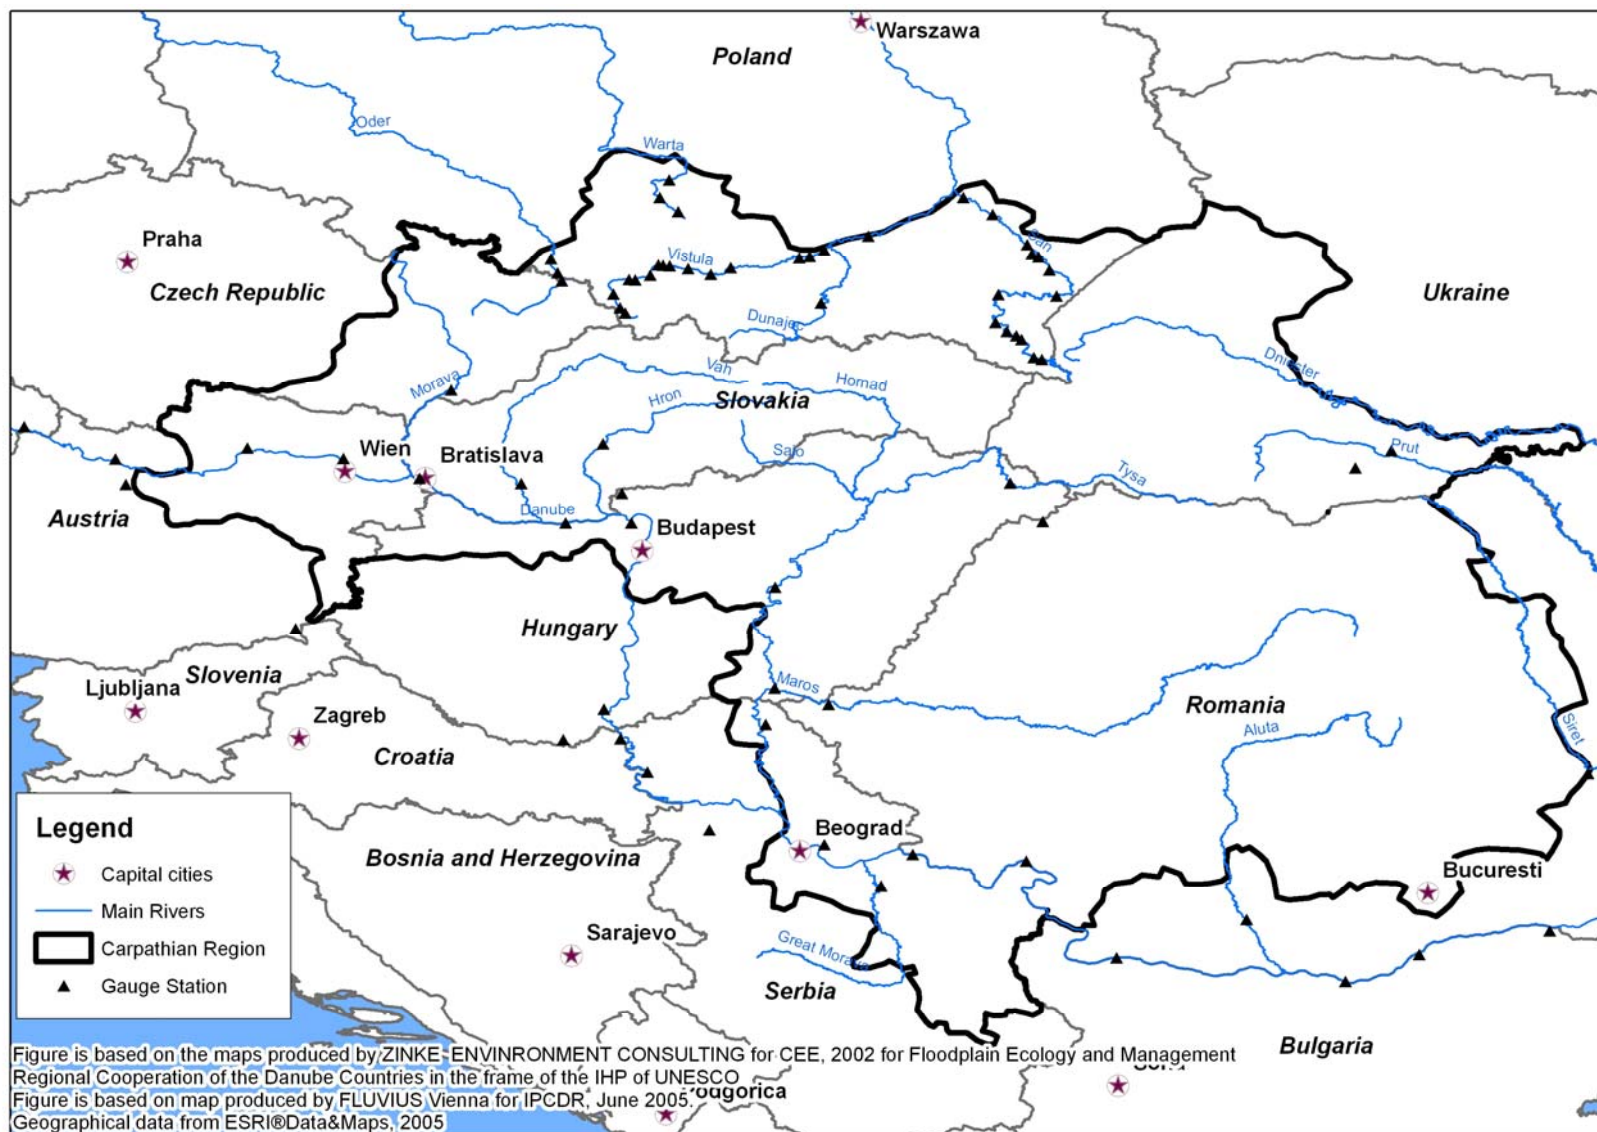 Warszawa
Poland
Oder
Warta
San
Praha
Vistula
Czech Republic
Ukraine
Dunajec
Dniester
Vah
Hornad
Morava
Hron
Slovakia
Wien
Bratislava
Sajo
Prut
Tysa
Austria
Danube
Budapest
Hungary
Slovenia
Ljubljana
Maros
Romania
Zagreb
Aluta
Siret
Croatia
Beograd
Bosnia and Herzegovina
Bucuresti
Sarajevo
Great Morava
Serbia
Bulgaria
Legend
Capital cities
Main Rivers
Carpathian Region
Gauge Station
Figure is based on the maps produced by ZINKE ENVINRONMENT CONSULTING for CEE, 2002 for Floodplain Ecology and Management
Regional Cooperation of the Danube Countries in the frame of the IHP of UNESCO
Figure is based on map produced by FLUVIUS Vienna for IPCDR, June 2005.
Geographical data from ESRI®Data&Maps, 2005